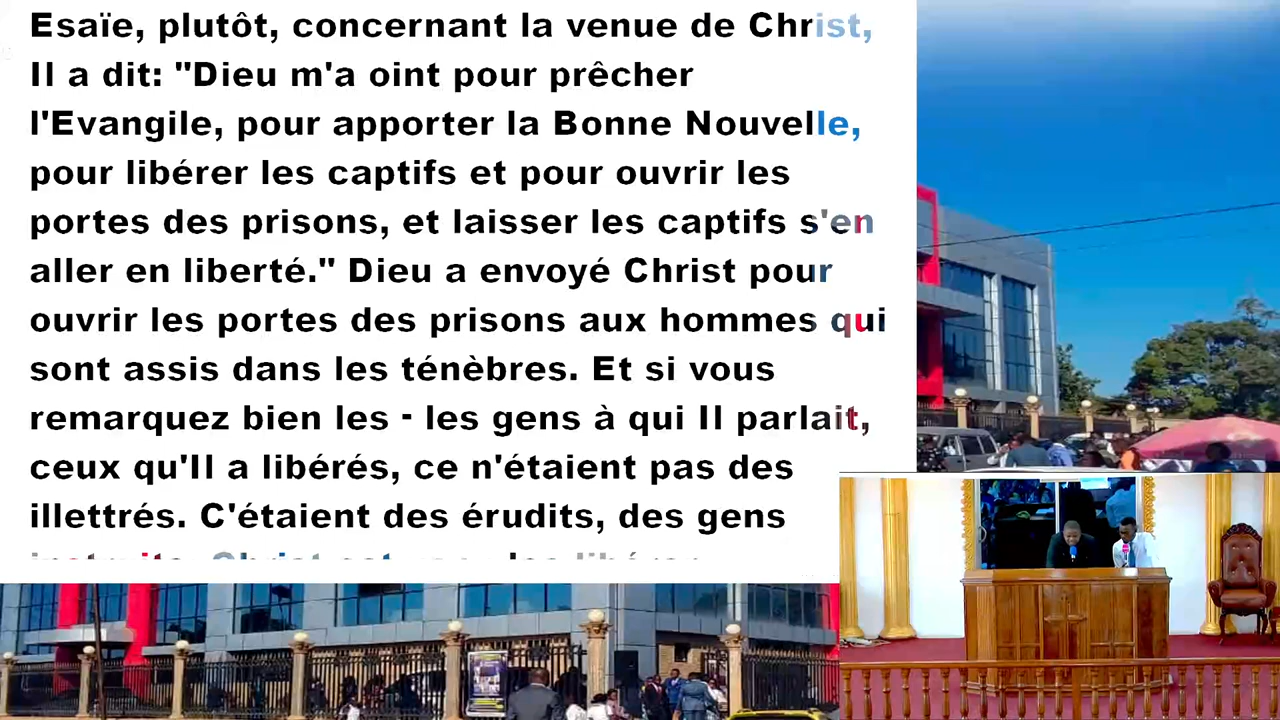 Esaïe, plutôt, concernant la venue de Christ,
Il a dit: "Dieu m'a oint pour prêcher
l'Evangile, pour apporter la Bonne Nouvelle,
pour libérer les captifs et pour ouvrir les
portes des prisons, et laisser les captifs s'en
aller en liberté." Dieu a envoyé Christ pour
ouvrir les portes des prisons aux hommes qui
sont assis dans les ténèbres. Et si vous
remarquez bien les - les gens à qui Il parlait,
ceux qu'Il a libérés, ce n'étaient pas des
illettrés. C'étaient des érudits, des gens